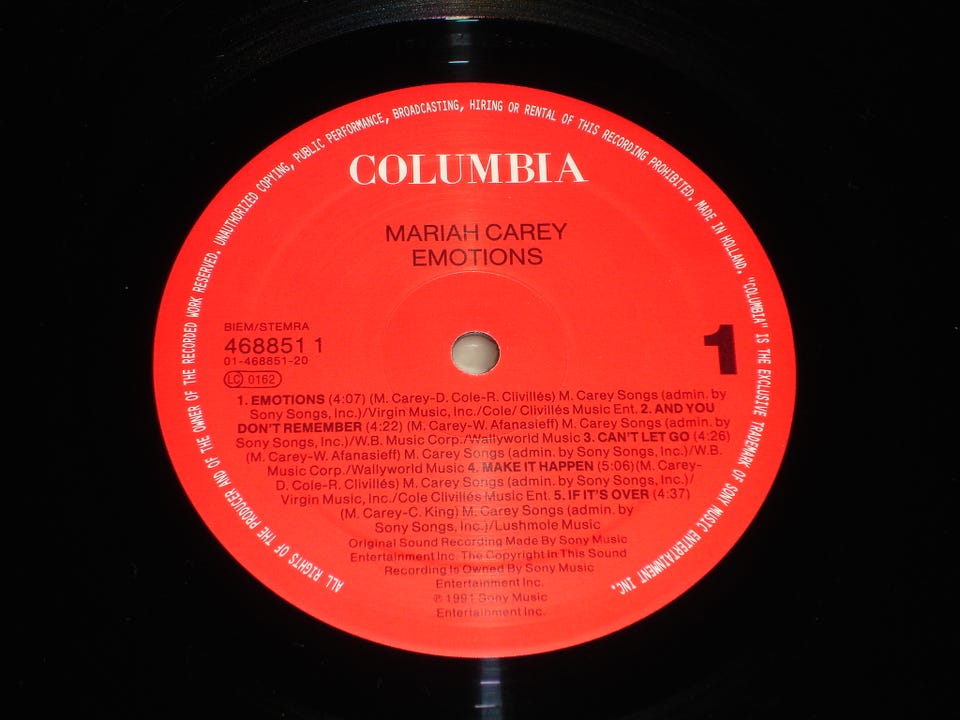 ALL RIGHTS OF THE PRODUCER AND OF THE OWNER OF THE RECORDED WORK RESERVED. UNAUTHORIZED COPYING, PUBLIC PERFORMANCE, BROADCASTING, HIRING OR RENTAL OF THIS RECORDING PROHIBITED. MADE IN HOLLAND. "COLUMBIA" IS THE EXCLUSIVE TRADEMARK OF SONY MUSIC ENTERTAINMENT INC.
COLUMBIA
MARIAH CAREY
EMOTIONS
BIEM/STEMRA
468851 1
01-468851-20
LC 0162
1
1. EMOTIONS (4:07) (M. Carey-D. Cole-R. Clivillés) M. Carey Songs (admin. by
Sony Songs, Inc.)/Virgin Music, Inc./Cole/ Clivillés Music Ent. 2. AND YOU
DON'T REMEMBER (4:22) (M. Carey-W. Afanasieff) M. Carey Songs (admin. by
Sony Songs, Inc.)/W.B. Music Corp./Wallyworld Music 3. CAN'T LET GO (4:26)
(M. Carey-W. Afanasieff) M. Carey Songs (admin. by Sony Songs, Inc.)/W.B.
Music Corp./Wallyworld Music 4. MAKE IT HAPPEN (5:06)(M. Carey-
D. Cole-R. Clivillés) M. Carey Songs (admin. by Sony Songs, Inc.)/
Virgin Music, Inc./Cole Clivillés Music Ent. 5. IF IT'S OVER (4:37)
(M. Carey-C. King) M. Carey Songs (admin. by
Sony Songs, Inc.)/Lushmole Music
Original Sound Recording Made By Sony Music
Entertainment Inc. The Copyright In This Sound
Recording Is Owned By Sony Music
Entertainment Inc.
℗ 1991 Sony Music
Entertainment Inc.